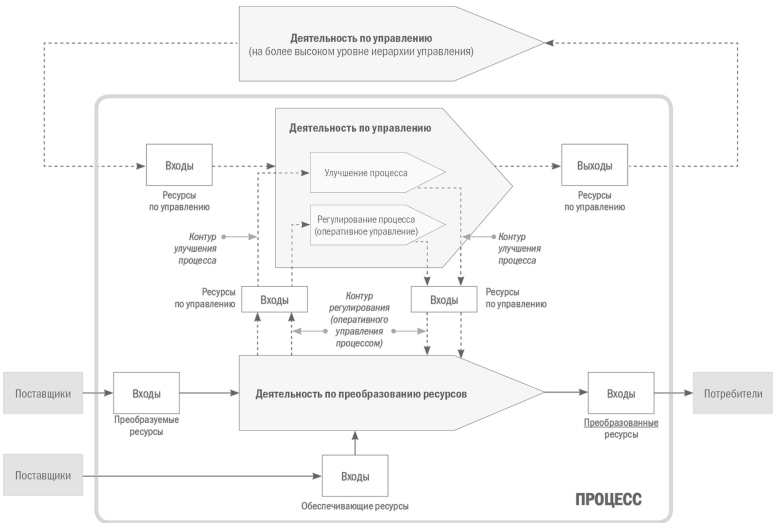 Деятельность по управлению
(на более высоком уровне иерархии управления)
Деятельность по управлению
Входы
Ресурсы
по управлению
Улучшение процесса
Регулирование процесса
(оперативное управление)
Выходы
Ресурсы
по управлению
Контур
улучшения
процесса
Контур
улучшения
процесса
Ресурсы
по управлению
Входы
Контур
регулирования
(оперативного
управления
процессом)
Входы
Ресурсы
по управлению
Поставщики
Входы
Преобразуемые
ресурсы
Деятельность по преобразованию ресурсов
Входы
Преобразованные
ресурсы
Потребители
Поставщики
Входы
Обеспечивающие ресурсы
ПРОЦЕСС